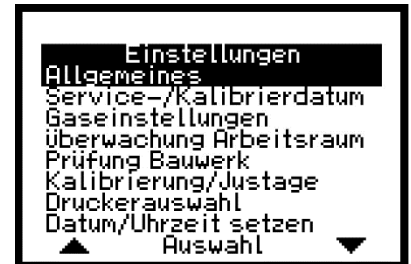 Einstellungen
Allgemeines
Service-/Kalibrierdatum
Gaseinstellungen
überwachung Arbeitsraum
Prüfung Bauwerk
Kalibrierung/Justage
Druckerauswahl
Datum/Uhrzeit setzen
▲ Auswahl ▼